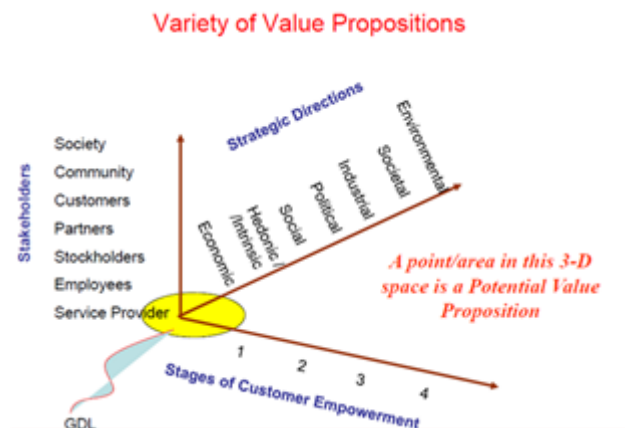 Variety of Value Propositions
Strategic Directions
Stakeholders
Society
Community
Customers
Partners
Stockholders
Employees
Service Provider
Economic
Hedonic /
/Intrinsic
Social
Political
Industrial
Societal
Environmental
A point/area in this 3-D
space is a Potential Value
Proposition
1
2
3
4
Stages of Customer Empowerment
GDL